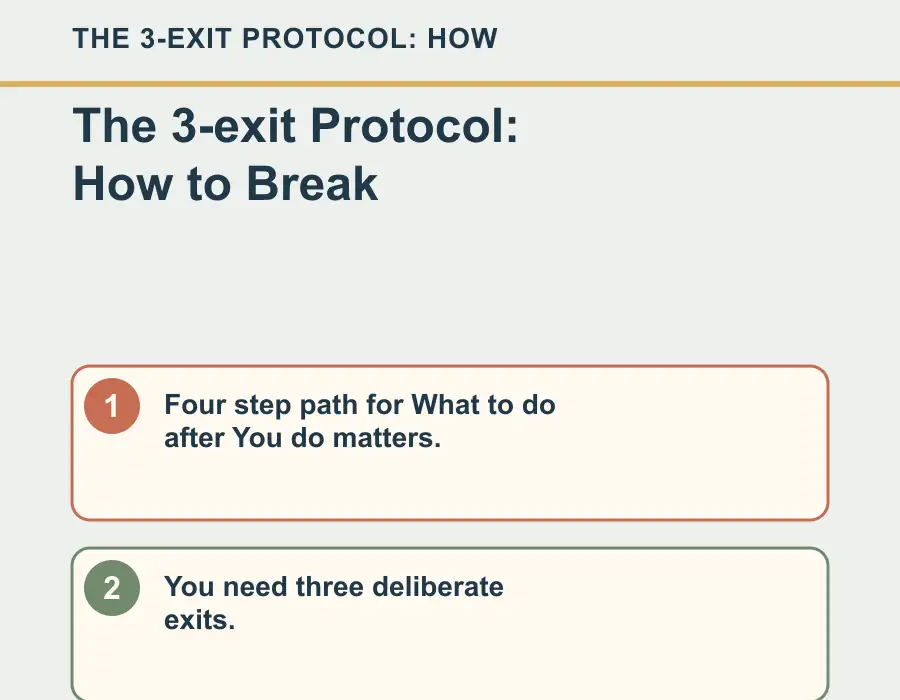 THE 3-EXIT PROTOCOL: HOW
The 3-exit Protocol:
How to Break
1
Four step path for What to do
after You do matters.
2
You need three deliberate
exits.